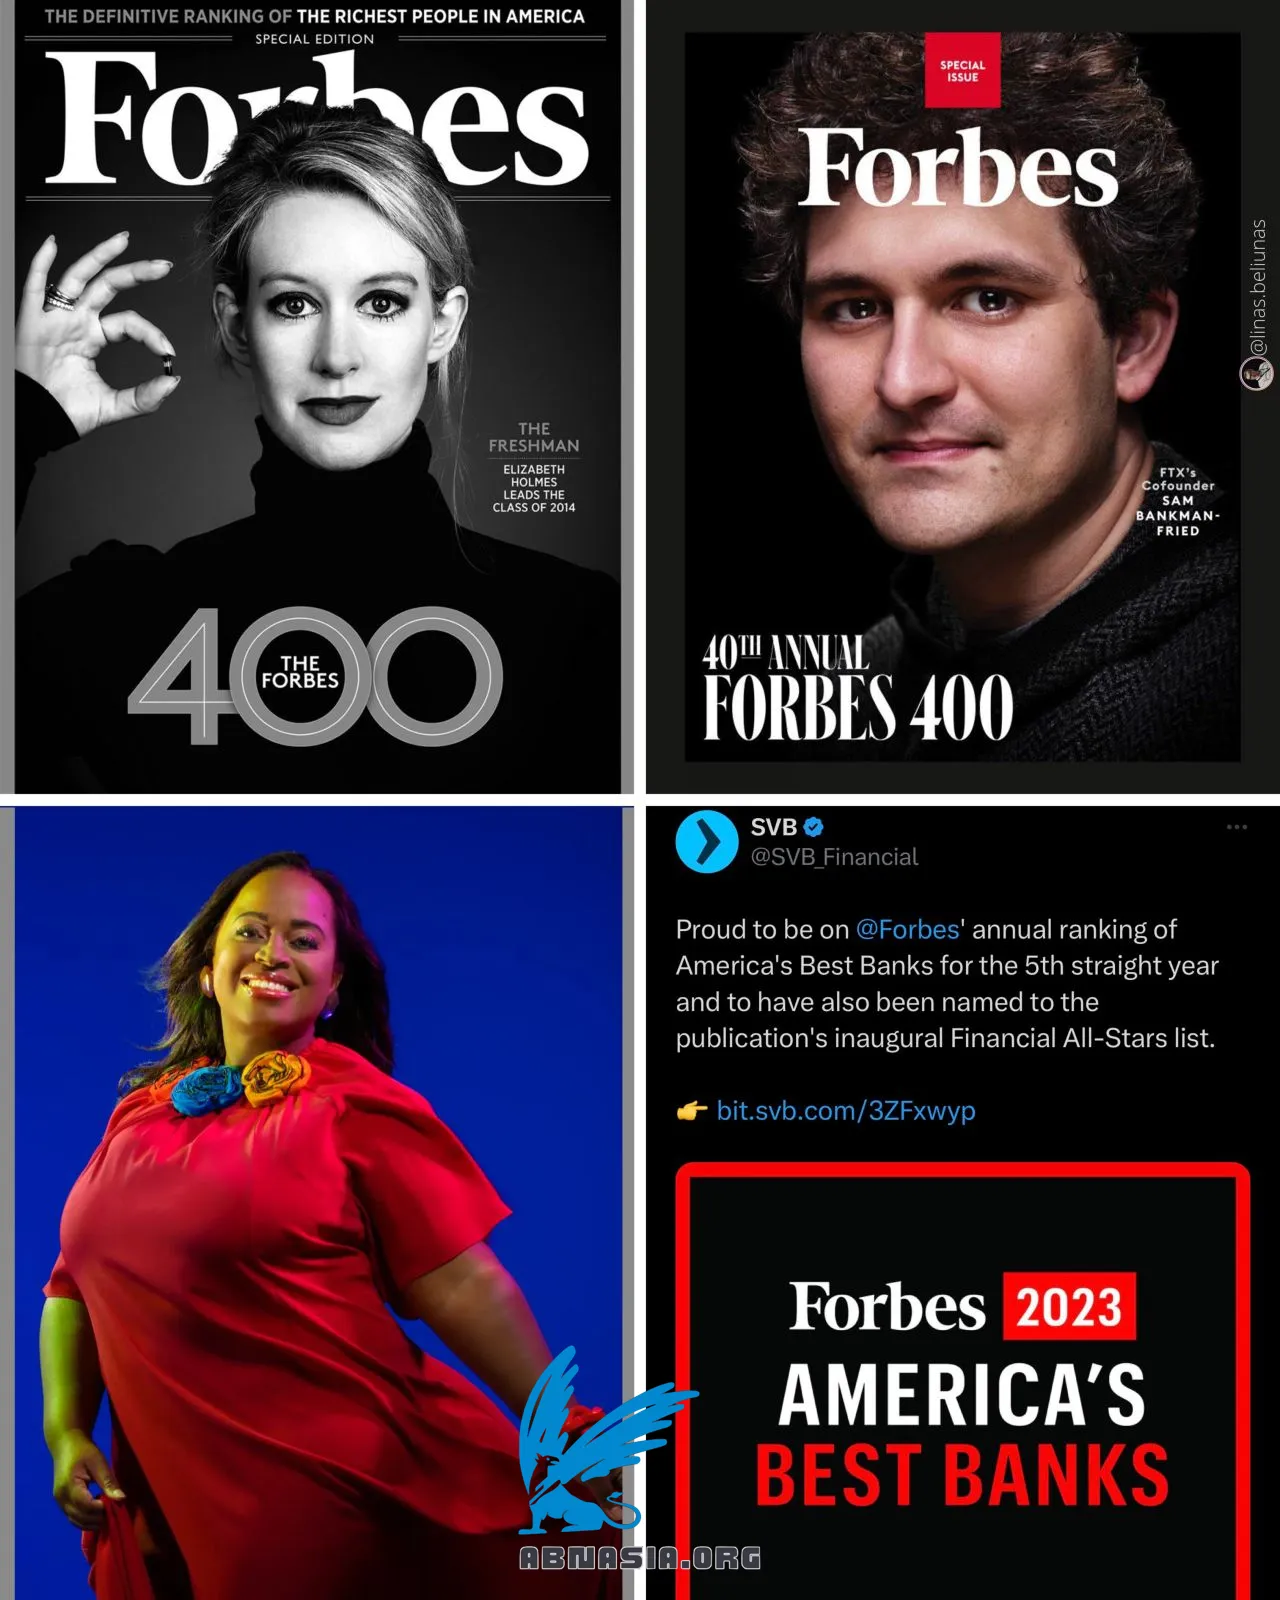 THE DEFINITIVE RANKING OF THE RICHEST PEOPLE IN AMERICA
SPECIAL EDITION
Forbes
THE
FRESHMAN
ELIZABETH
HOLMES
LEADS THE
CLASS OF 2014
400
THE
FORBES
SPECIAL
ISSUE
Forbes
@linas.beliunas
FTX's
Cofounder
SAM
BANKMAN-
FRIED
40TH ANNUAL
FORBES 400
SVB
@SVB_Financial
Proud to be on @Forbes' annual ranking of
America's Best Banks for the 5th straight year
and to have also been named to the
publication's inaugural Financial All-Stars list.
👉 bit.svb.com/3ZFxwyp
Forbes 2023
AMERICA'S
BEST BANKS
ABNASIA.ORG